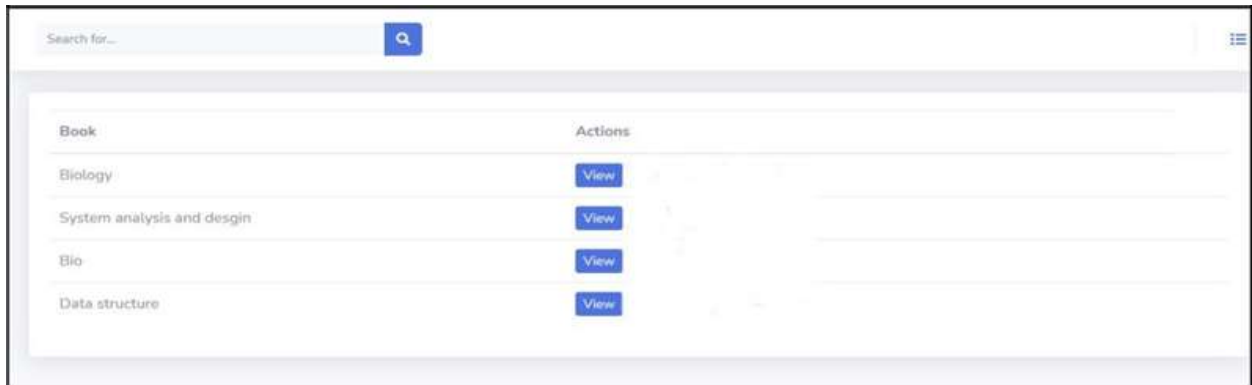 Search for...
Book Actions
Biology View
System analysis and desgin View
Bio View
Data structure View